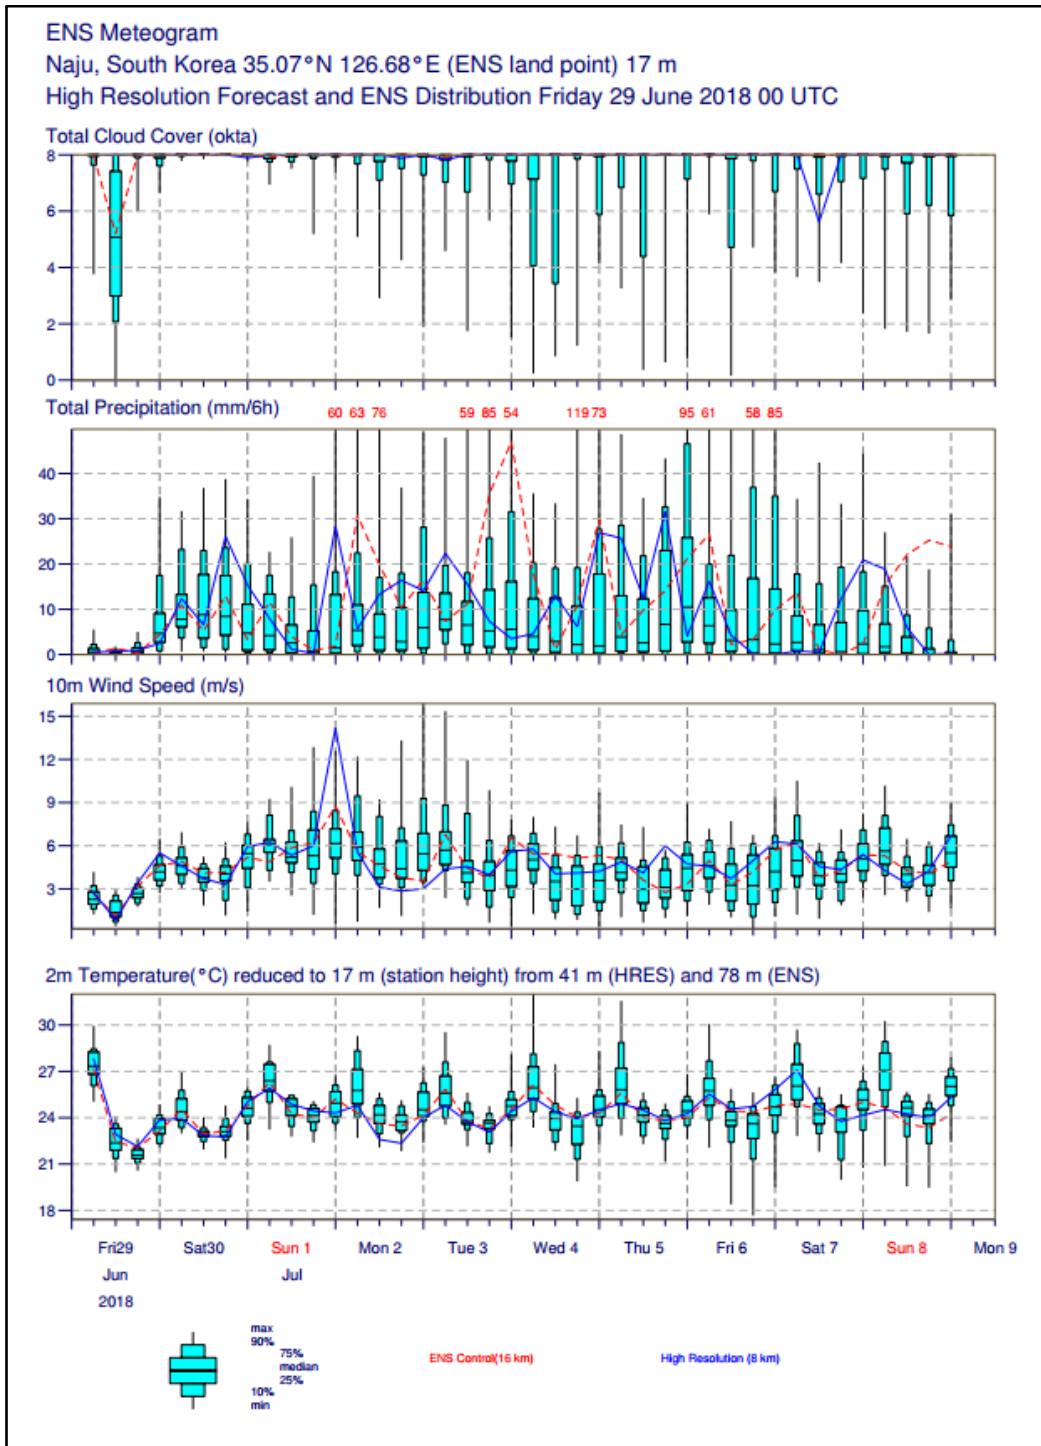 ENS Meteogram
Naju, South Korea 35.07°N 126.68°E (ENS land point) 17 m
High Resolution Forecast and ENS Distribution Friday 29 June 2018 00 UTC
Total Cloud Cover (okta)
8
6
4
2
0
Total Precipitation (mm/6h)
60 63 76 59 85 54 119 73 95 61 58 85
40
30
20
10
0
10m Wind Speed (m/s)
15
12
9
6
3
2m Temperature(°C) reduced to 17 m (station height) from 41 m (HRES) and 78 m (ENS)
30
27
24
21
18
Fri29 Sat30 Sun 1 Mon 2 Tue 3 Wed 4 Thu 5 Fri 6 Sat 7 Sun 8 Mon 9
Jun Jul
2018
max
90%
75%
median
25%
10%
min
ENS Control(16 km)
High Resolution (8 km)